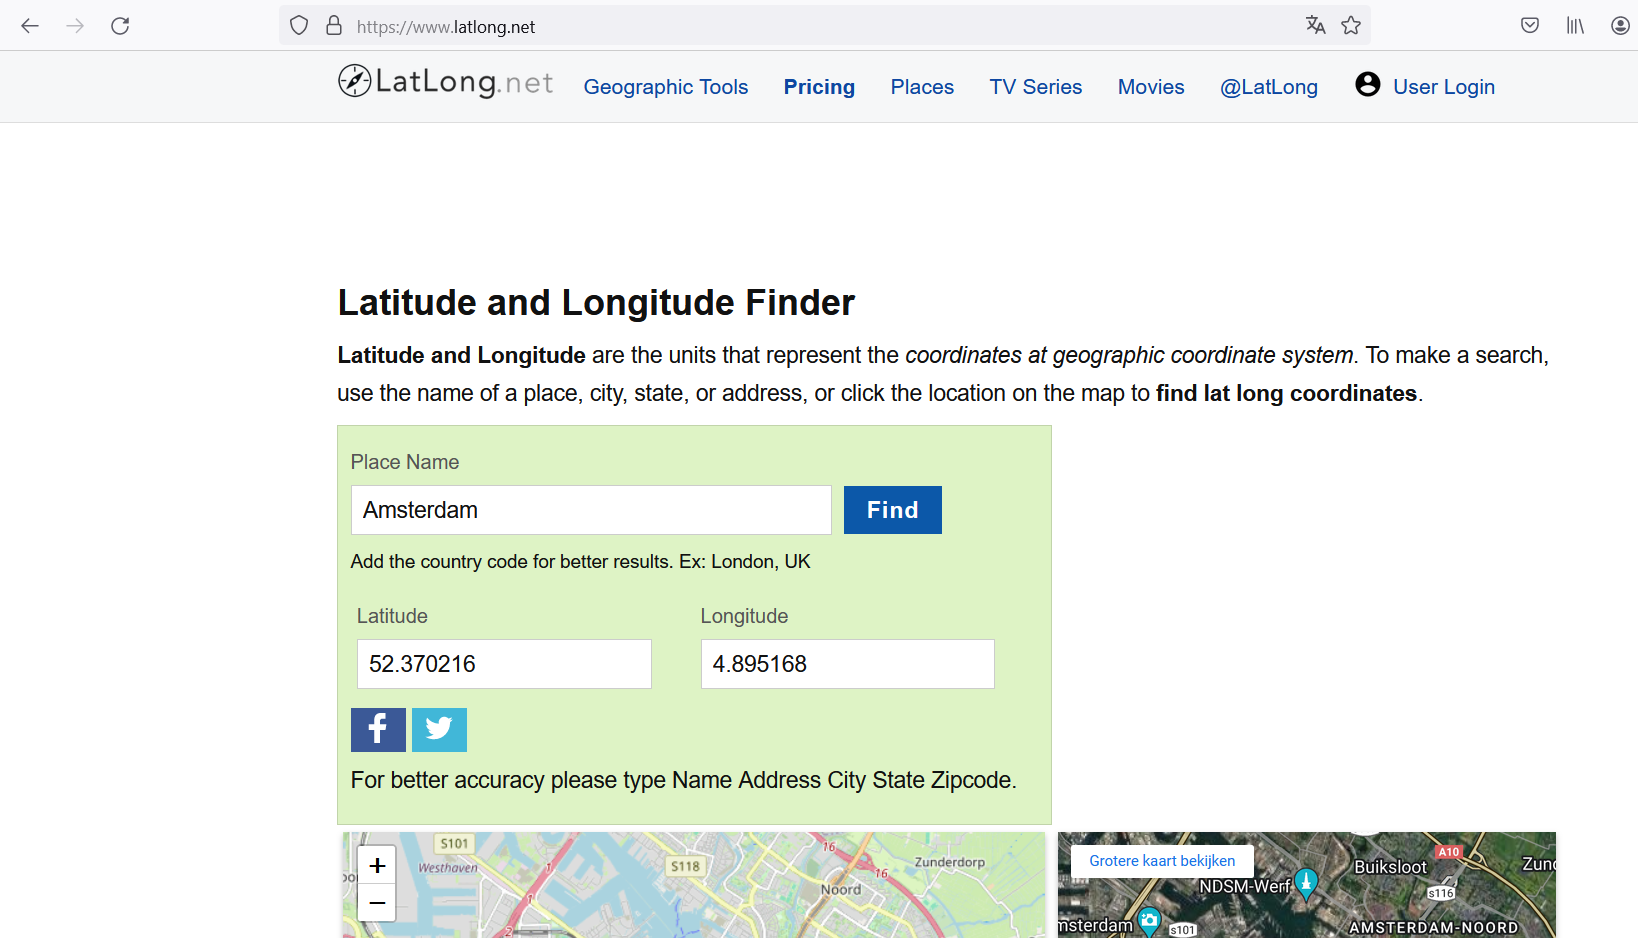 https://www.latlong.net
LatLong.net Geographic Tools Pricing Places TV Series Movies @LatLong User Login
Latitude and Longitude Finder
Latitude and Longitude are the units that represent the coordinates at geographic coordinate system. To make a search,
use the name of a place, city, state, or address, or click the location on the map to find lat long coordinates.
Place Name
Amsterdam Find
Add the country code for better results. Ex: London, UK
Latitude Longitude
52.370216 4.895168
For better accuracy please type Name Address City State Zipcode.
S101
Westhaven
S118
16
Zunderdorp
16
Noord
1
1
2
+
−
Grotere kaart bekijken
A10
Buiksloot
NDSM-Werf
s116
s101
AMSTERDAM-NOORD